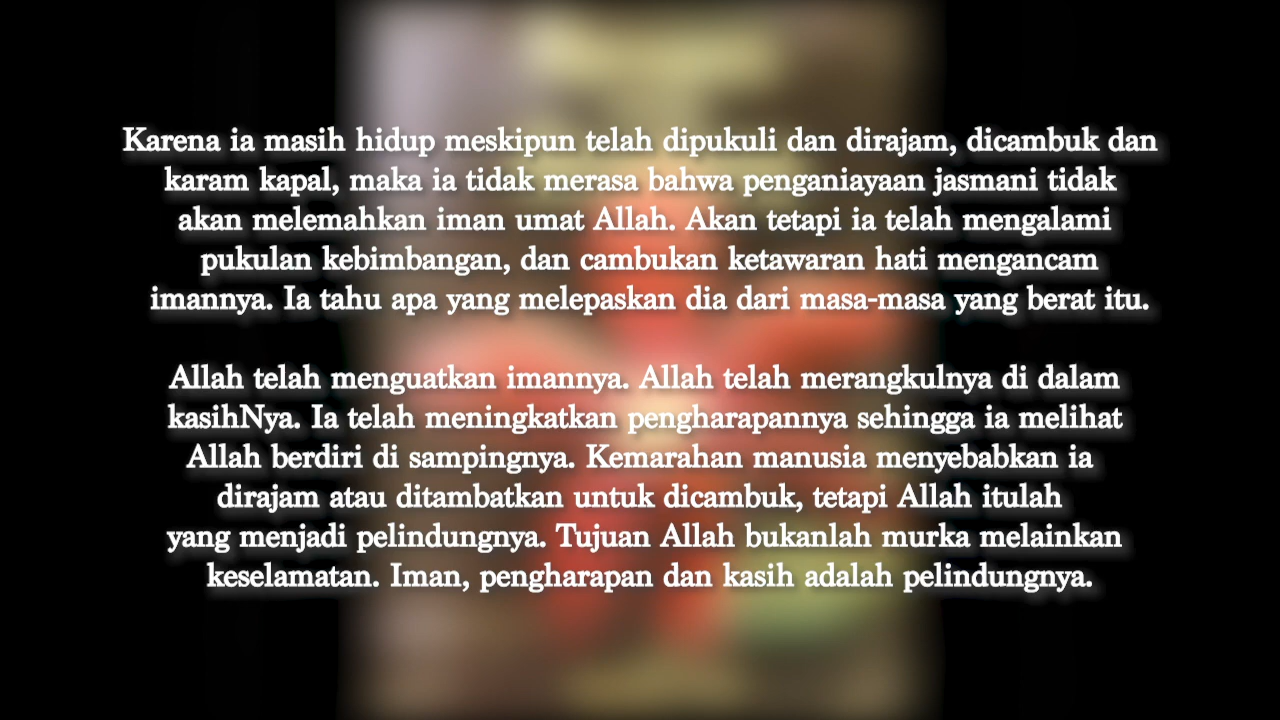 Karena ia masih hidup meskipun telah dipukuli dan dirajam, dicambuk dan
karam kapal, maka ia tidak merasa bahwa penganiayaan jasmani tidak
akan melemahkan iman umat Allah. Akan tetapi ia telah mengalami
pukulan kebimbangan, dan cambukan ketawaran hati mengancam
imannya. Ia tahu apa yang melepaskan dia dari masa-masa yang berat itu.
Allah telah menguatkan imannya. Allah telah merangkulnya di dalam
kasihNya. Ia telah meningkatkan pengharapannya sehingga ia melihat
Allah berdiri di sampingnya. Kemarahan manusia menyebabkan ia
dirajam atau ditambatkan untuk dicambuk, tetapi Allah itulah
yang menjadi pelindungnya. Tujuan Allah bukanlah murka melainkan
keselamatan. Iman, pengharapan dan kasih adalah pelindungnya.